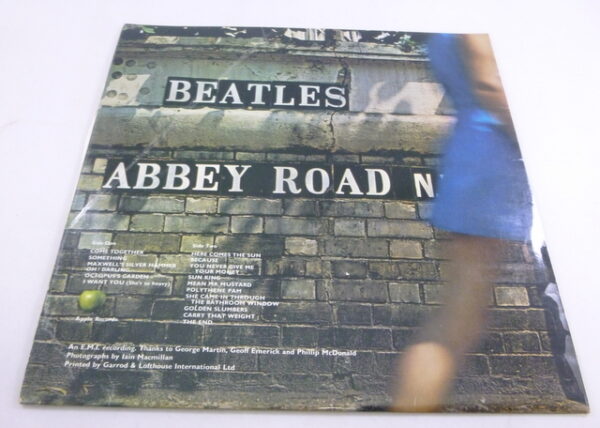 BEATLES
ABBEY ROAD N
Side One
COME TOGETHER
SOMETHING
MAXWELL'S SILVER HAMMER
OH! DARLING
OCTOPUS'S GARDEN
I WANT YOU (She's so heavy)
Side Two
HERE COMES THE SUN
BECAUSE
YOU NEVER GIVE ME
YOUR MONEY
SUN KING
MEAN MR MUSTARD
POLYTHENE PAM
SHE CAME IN THROUGH
THE BATHROOM WINDOW
GOLDEN SLUMBERS
CARRY THAT WEIGHT
THE END
Apple Records
An E.M.I. recording. Thanks to George Martin, Geoff Emerick and Phillip McDonald
Photographs by Iain Macmillan
Printed by Garrod & Lofthouse International Ltd